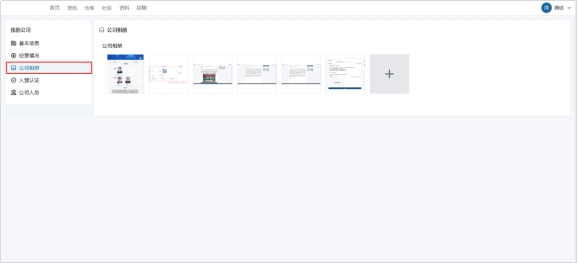 首页 资讯 仓库 社区 资料 招聘
测试
我的公司
基本信息
经营情况
公司相册
入盟认证
公司人员
公司相册
公司相册